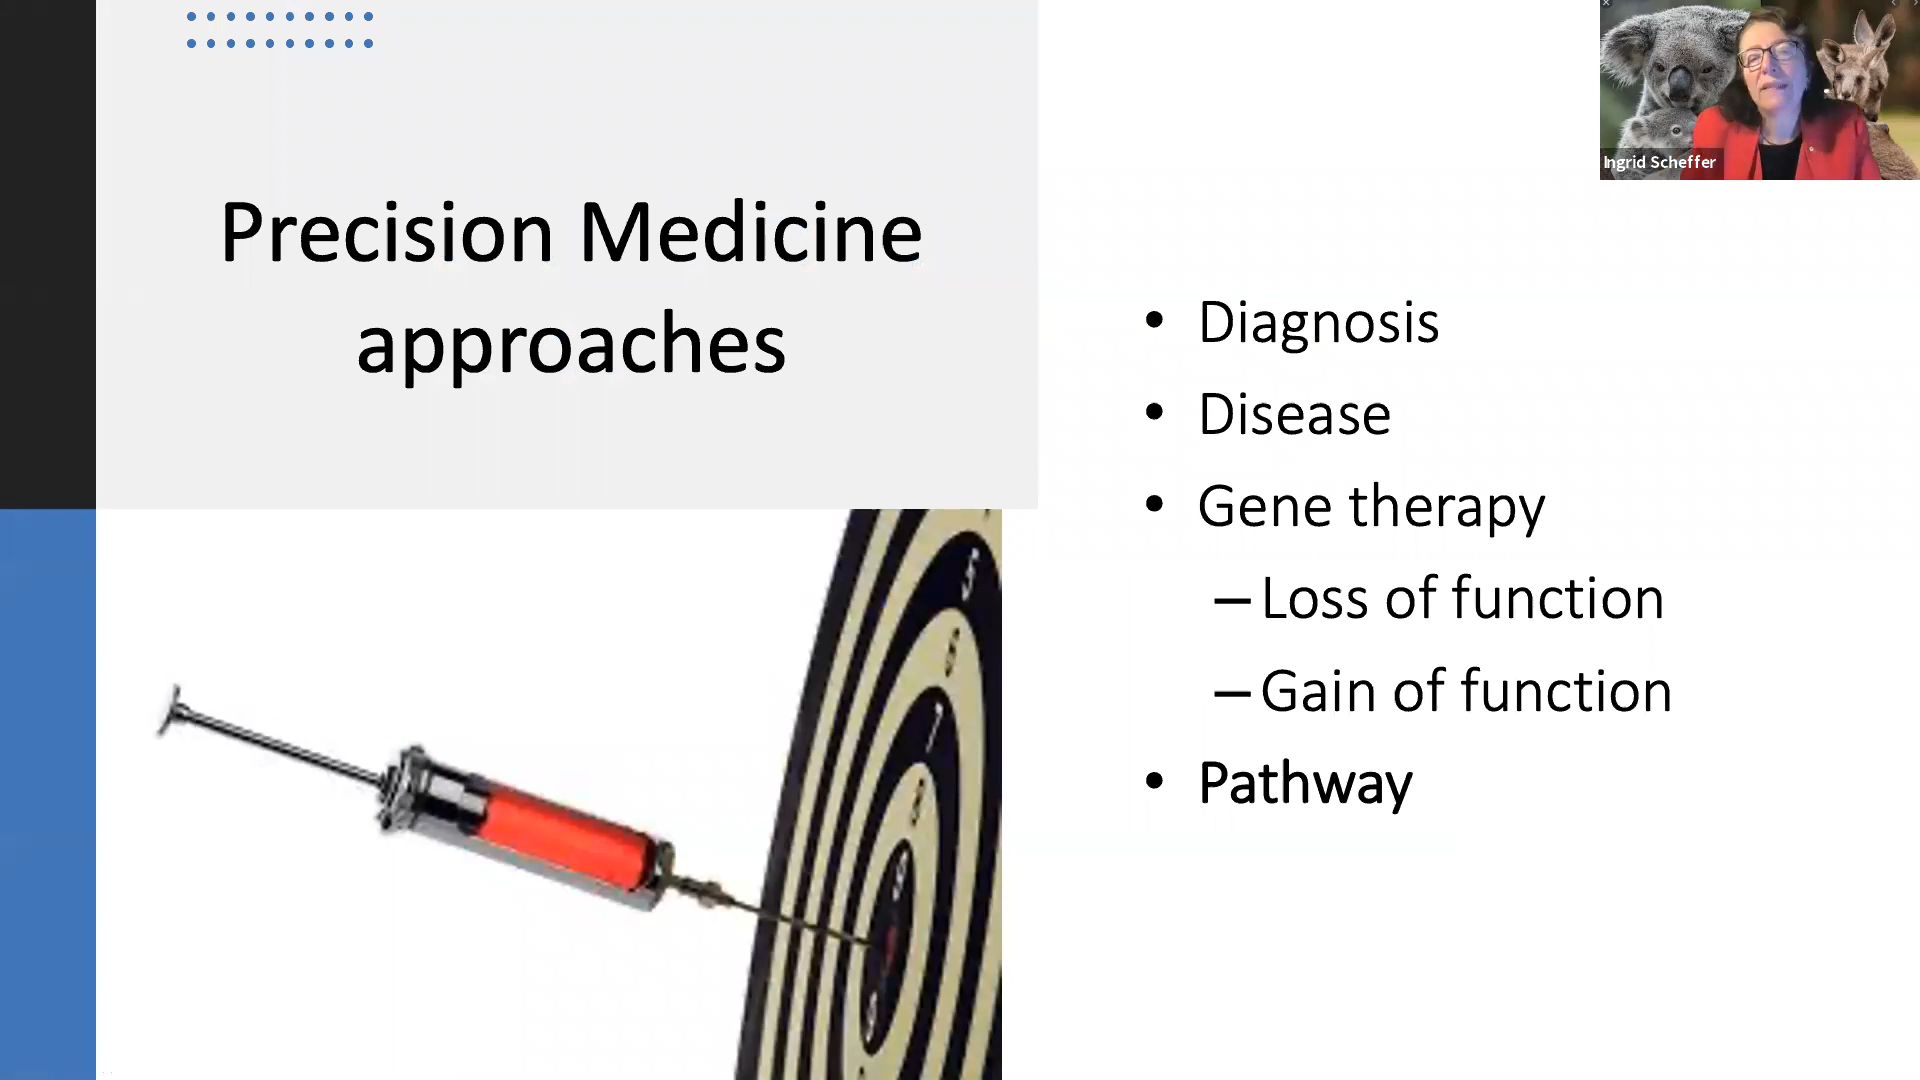 Precision Medicine
approaches
• Diagnosis
• Disease
• Gene therapy
– Loss of function
– Gain of function
• Pathway
Ingrid Scheffer